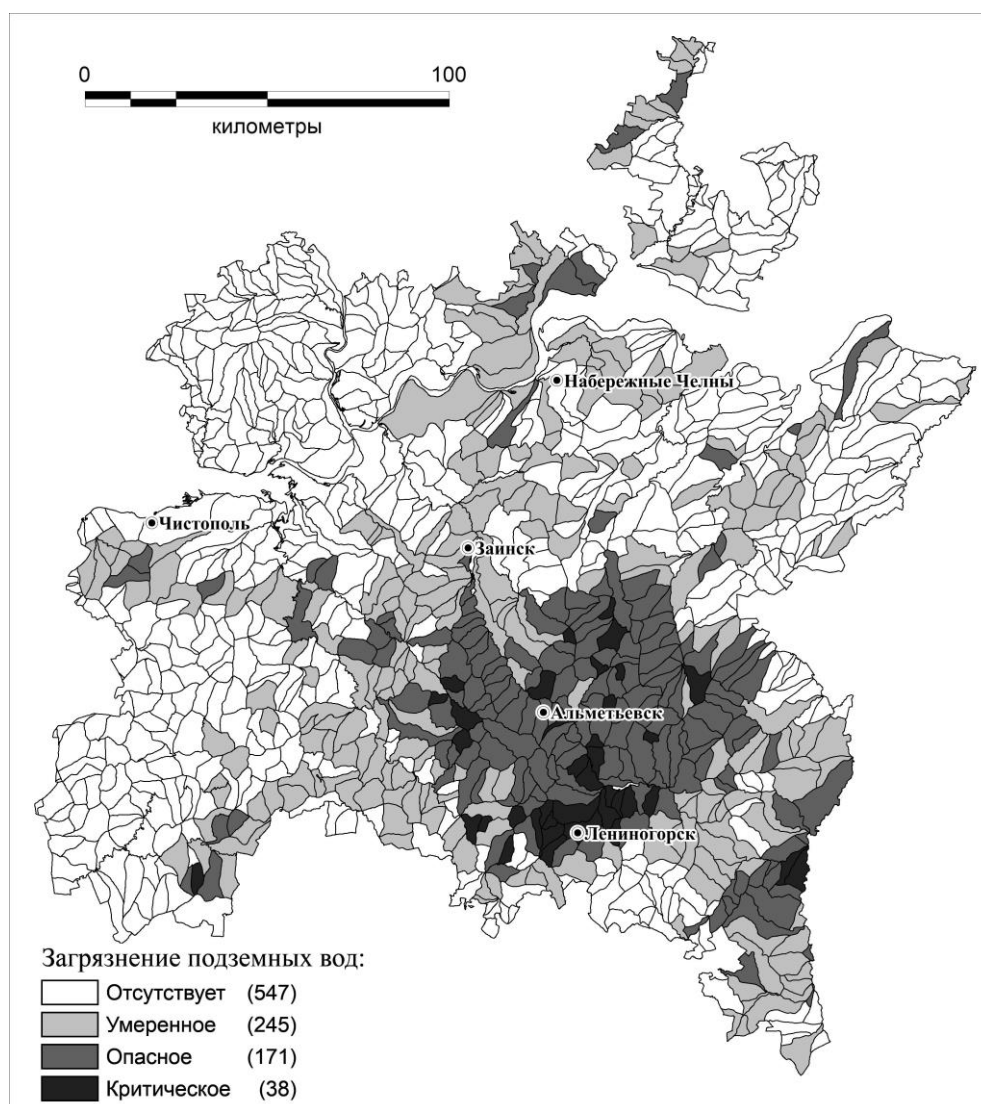 0 100
километры
Набережные Челны
Чистополь
Заинск
Альметьевск
Лениногорск
Загрязнение подземных вод:
Отсутствует (547)
Умеренное (245)
Опасное (171)
Критическое (38)